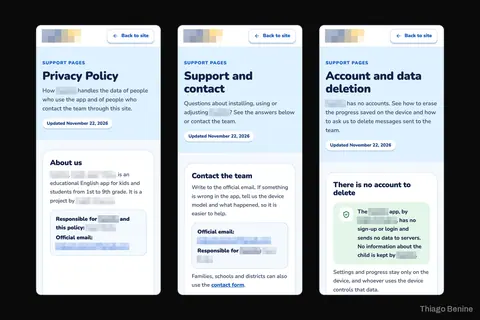 ← Back to site
SUPPORT PAGES
Privacy Policy
How handles the data of people
who use the app and of people who
contact the team through this site.
Updated November 22, 2026
About us
is an
educational English app for kids and
students from 1st to 9th grade. It is a
project by
Responsible for and
this policy:
Official email:
← Back to site
SUPPORT PAGES
Support and
contact
Questions about installing, using or
adjusting ? See the answers below
or contact the team.
Updated November 22, 2026
Contact the team
Write to the official email. If something
is wrong in the app, tell us the device
model and what happened, so it is
easier to help.
Official email:
Responsible for
Families, schools and districts can also
use the contact form.
← Back to site
SUPPORT PAGES
Account and data
deletion
has no accounts. See how to erase
the progress saved on the device and how
to ask us to delete messages sent to the
team.
Updated November 22, 2026
There is no account to
delete
The app, by
has no
sign-up or login and
sends no data to servers.
No information about the
child is kept by
Settings and progress stay only on the
device, and whoever uses the device
controls that data.
Thiago Benine